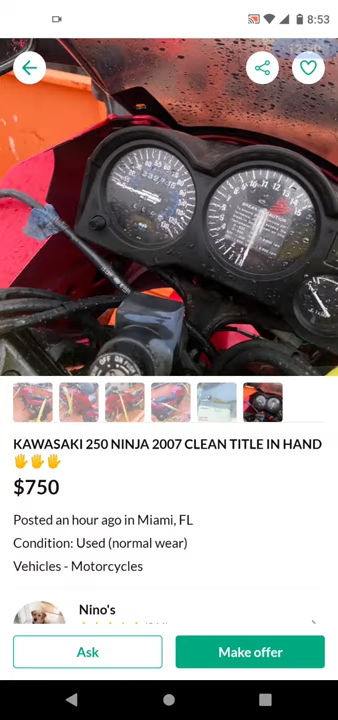 8:53
KAWASAKI 250 NINJA 2007 CLEAN TITLE IN HAND
🖐🖐🖐
$750
Posted an hour ago in Miami, FL
Condition: Used (normal wear)
Vehicles - Motorcycles
Nino's
Ask
Make offer